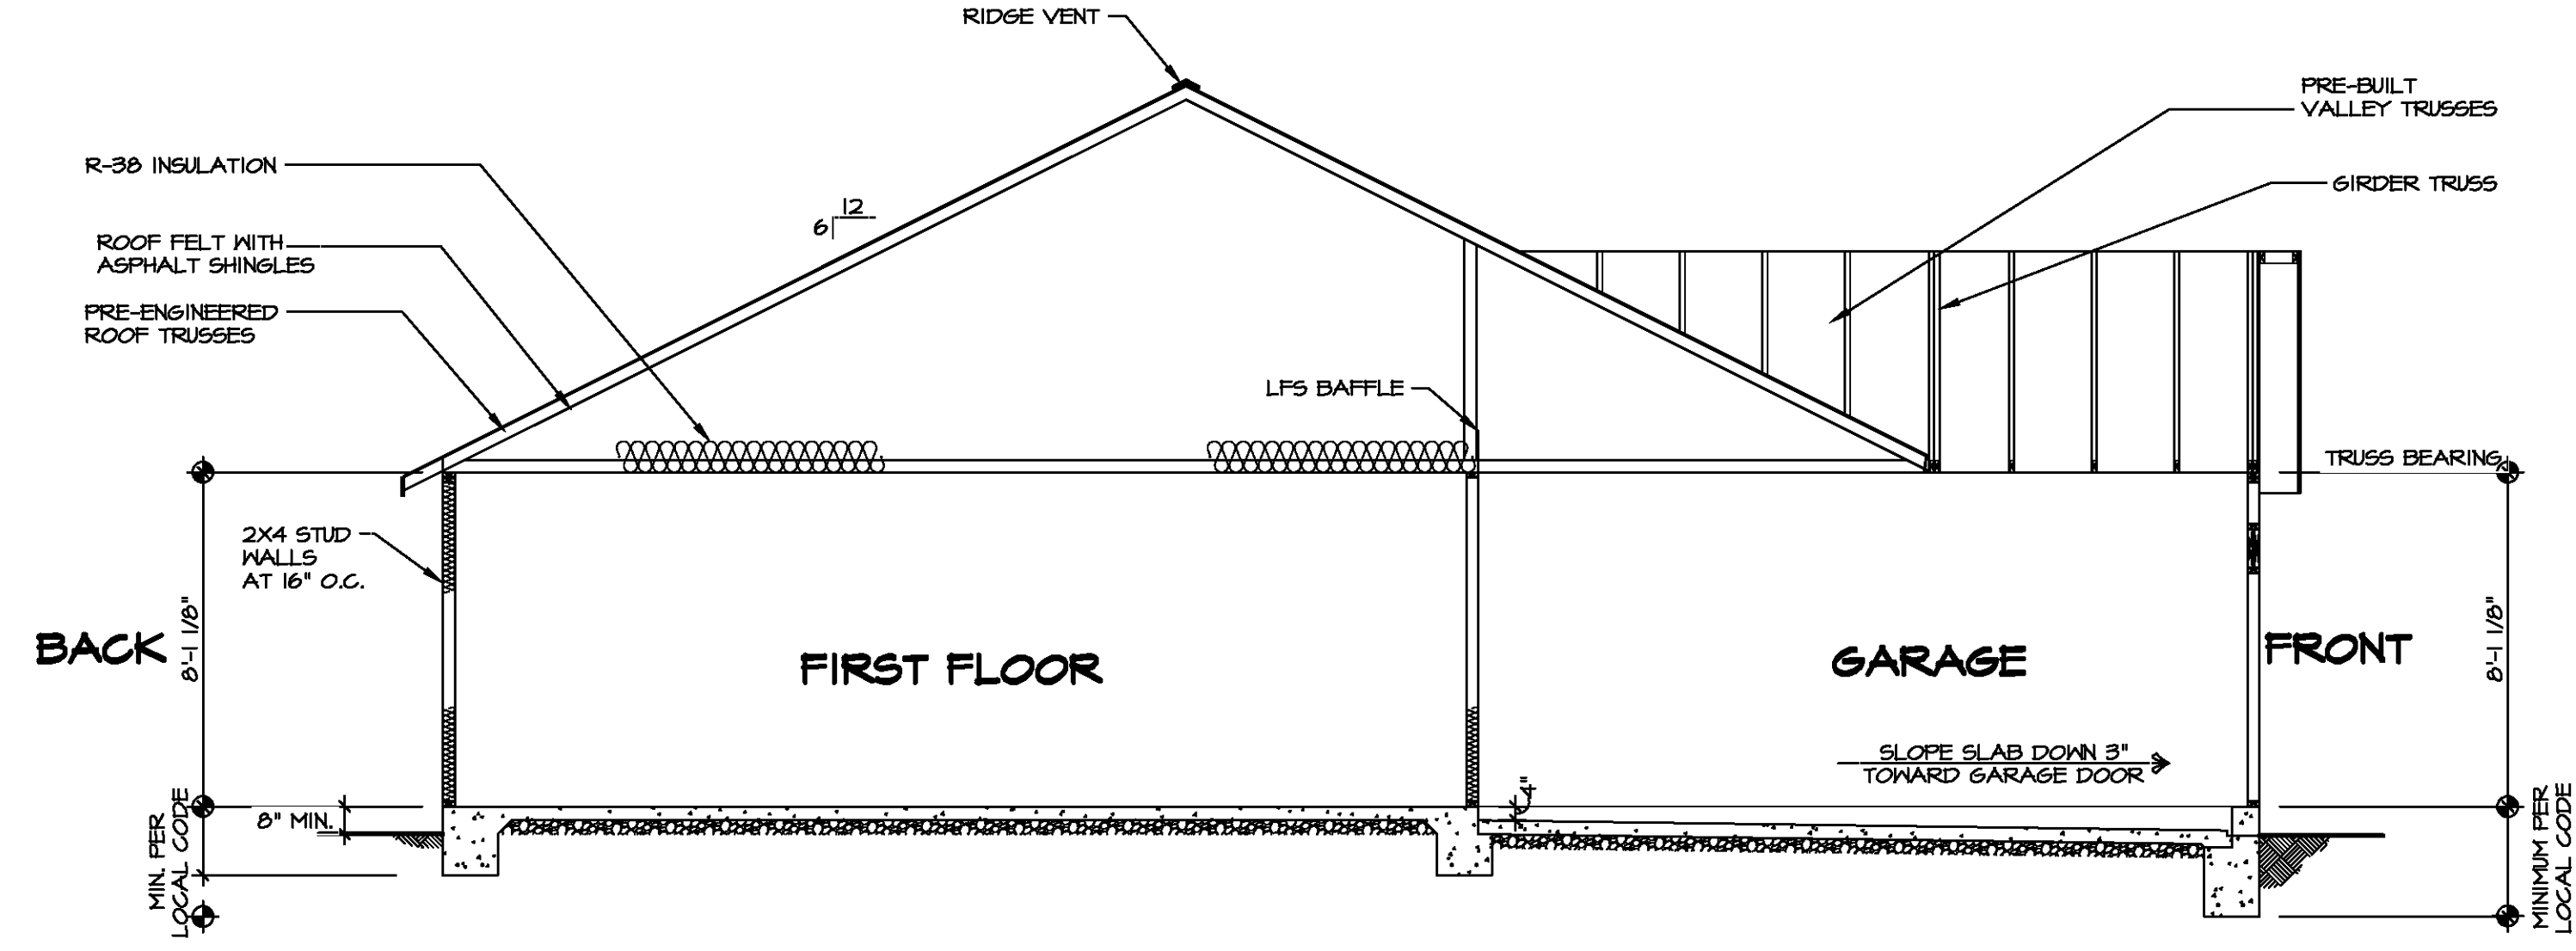 RIDGE VENT
PRE-BUILT
VALLEY TRUSSES
R-38 INSULATION
GIRDER TRUSS
12
6
ROOF FELT WITH
ASPHALT SHINGLES
PRE-ENGINEERED
ROOF TRUSSES
LFS BAFFLE
TRUSS BEARING
2X4 STUD
WALLS
AT 16" O.C.
8'-1 1/8"
8'-1 1/8"
BACK
FIRST FLOOR
GARAGE
FRONT
SLOPE SLAB DOWN 3"
TOWARD GARAGE DOOR
4"
8" MIN.
MIN. PER
LOCAL CODE
MINIMUM PER
LOCAL CODE